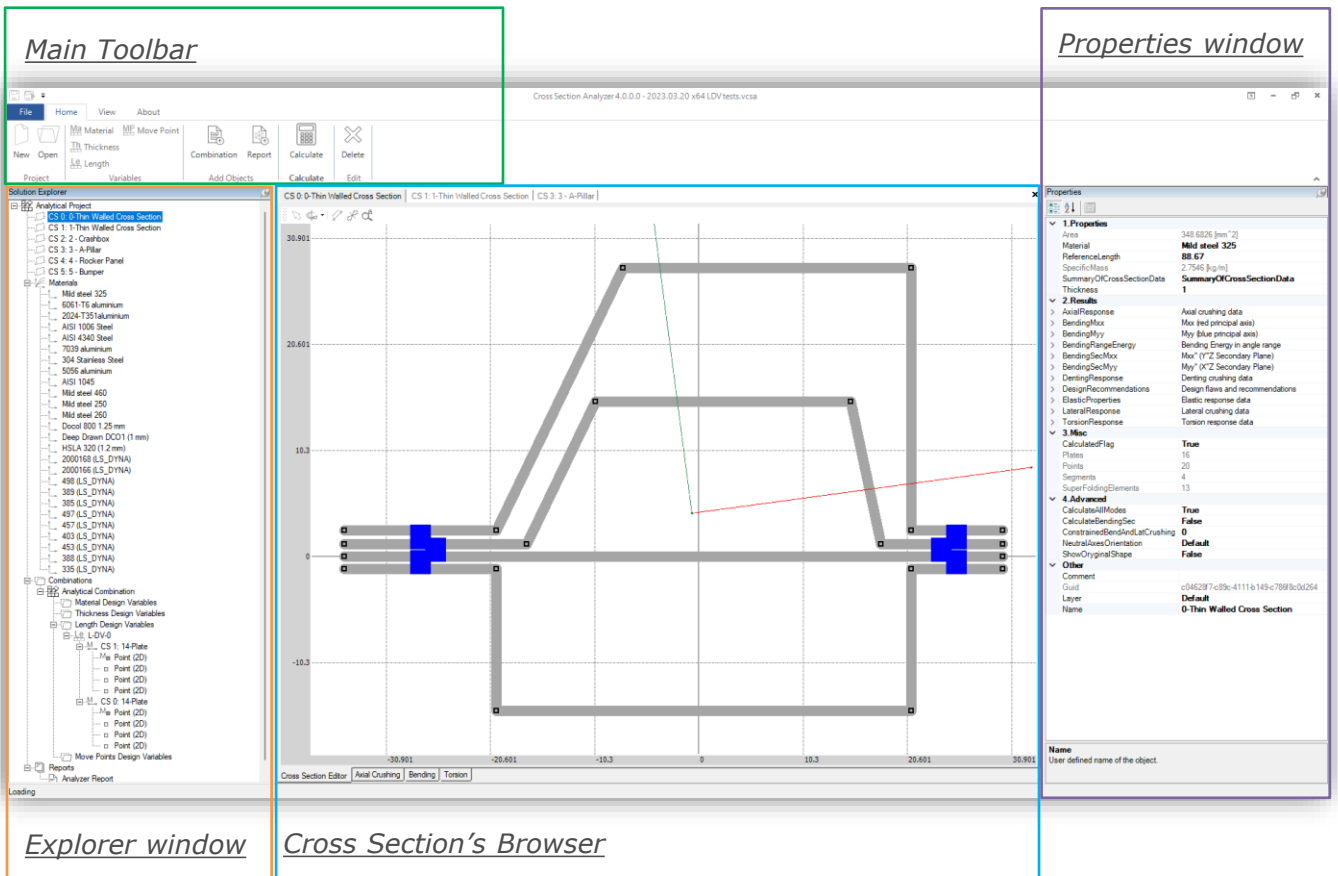 Main Toolbar
Properties window
Cross Section Analyzer 4.0.0.0 - 2023.03.20 x64 LDVtests.vcsa
File Home View About
New Open
Mat Material MP Move Point
Th Thickness
Le Length
Combination Report Calculate Delete
Project Variables Add Objects Calculate Edit
Solution Explorer
Analytical Project
CS 0: 0-Thin Walled Cross Section
CS 1: 1-Thin Walled Cross Section
CS 2: 2 - Crashbox
CS 3: 3 - A-Pillar
CS 4: 4 - Rocker Panel
CS 5: 5 - Bumper
Materials
Mild steel 325
6061-T6 aluminium
2024-T351aluminium
AISI 1006 Steel
AISI 4340 Steel
7039 aluminium
304 Stainless Steel
5056 aluminium
AISI 1045
Mild steel 460
Mild steel 250
Mild steel 260
Docol 800 1.25 mm
Deep Drawn DCO1 (1 mm)
HSLA 320 (1.2 mm)
2000168 (LS_DYNA)
2000166 (LS_DYNA)
498 (LS_DYNA)
389 (LS_DYNA)
385 (LS_DYNA)
497 (LS_DYNA)
457 (LS_DYNA)
403 (LS_DYNA)
453 (LS_DYNA)
388 (LS_DYNA)
335 (LS_DYNA)
Combinations
Analytical Combination
Material Design Variables
Thickness Design Variables
Length Design Variables
L-DV-0
CS 1: 14-Plate
Point (2D)
Point (2D)
Point (2D)
Point (2D)
CS 0: 14-Plate
Point (2D)
Point (2D)
Point (2D)
Point (2D)
Move Points Design Variables
Reports
Analyzer Report
Loading
CS 0: 0-Thin Walled Cross Section CS 1: 1-Thin Walled Cross Section CS 3: 3 - A-Pillar
30.901
20.601
10.3
0
-10.3
-30.901 -20.601 -10.3 0 10.3 20.601 30.901
Cross Section Editor Axial Crushing Bending Torsion
Properties
1.Properties
Area 348.6826 [mm^2]
Material Mild steel 325
ReferenceLength 88.67
SpecificMass 2.7546 [kg/m]
SummaryOfCrossSectionData SummaryOfCrossSectionData
Thickness 1
2.Results
AxialResponse Axial crushing data
BendingMxx Mxx (red principal axis)
BendingMyy Myy (blue principal axis)
BendingRangeEnergy Bending Energy in angle range
BendingSecMxx Mxx" (Y"Z Secondary Plane)
BendingSecMyy Myy" (X"Z Secondary Plane)
DentingResponse Denting crushing data
DesignRecommendations Design flaws and recommendations
ElasticProperties Elastic response data
LateralResponse Lateral crushing data
TorsionResponse Torsion response data
3.Misc
CalculatedFlag True
Plates 16
Points 20
Segments 4
SuperFoldingElements 13
4.Advanced
CalculateAllModes True
CalculateBendingSec False
ConstrainedBendAndLatCrushing 0
NeutralAxesOrientation Default
ShowOryginalShape False
Other
Comment
Guid c04628f7-c89c-4111-b149-c786f8c0d264
Layer Default
Name 0-Thin Walled Cross Section
Name
User defined name of the object.
Explorer window
Cross Section's Browser